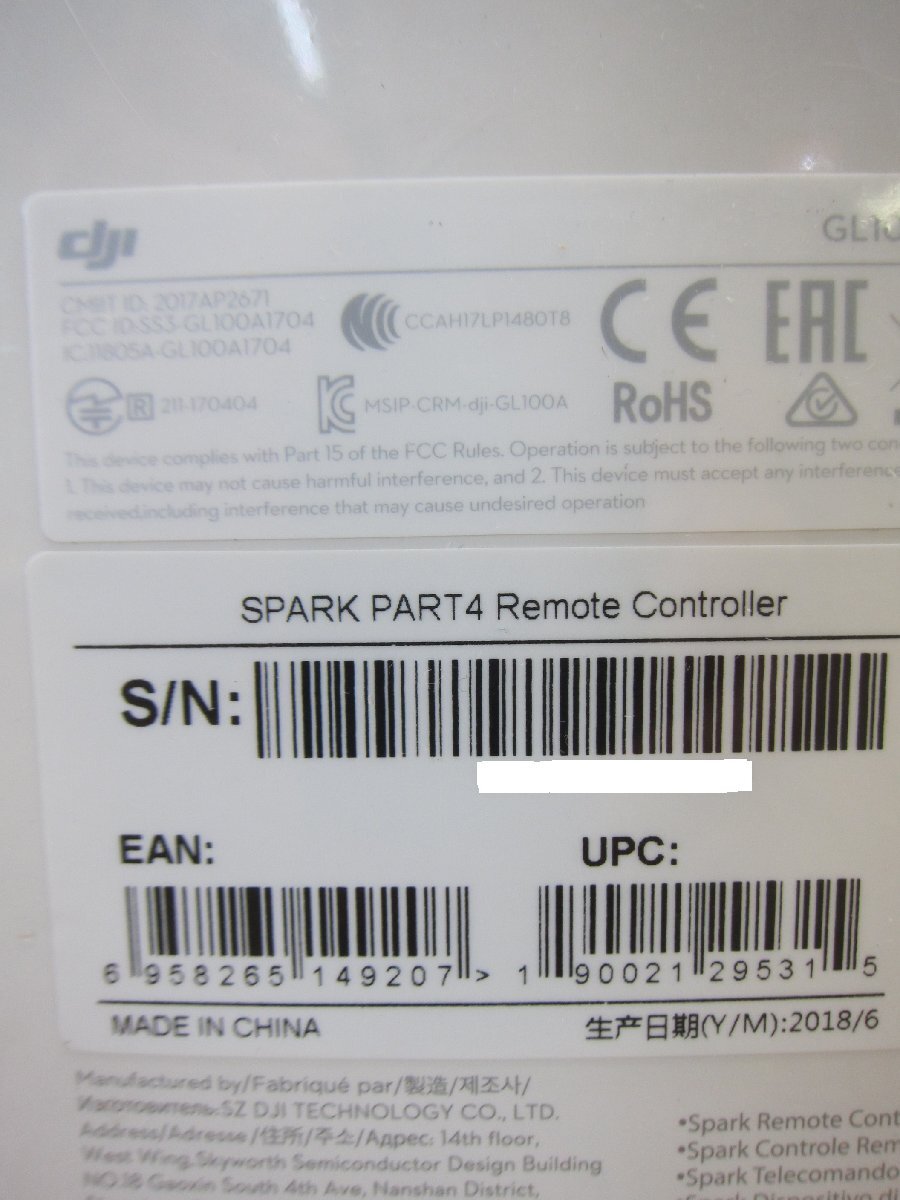 dji
GL10
CMIIT ID: 2017AP2671
FCC ID:SS3-GL100A1704
IC:11805A-GL100A1704
CCAH17LP1480T8
CE
EAC
R 211-170404
MSIP-CRM-dji-GL100A
RoHS
This device complies with Part 15 of the FCC Rules. Operation is subject to the following two con
1. This device may not cause harmful interference, and 2. This device must accept any interference
received,including interference that may cause undesired operation
SPARK PART4 Remote Controller
S/N:
EAN:
UPC:
6 958265 149207 >
1 90021 29531 5
MADE IN CHINA
生产日期(Y/M):2018/6
Manufactured by/Fabriqué par/製造/제조사/
Изготовитель:SZ DJI TECHNOLOGY CO., LTD.
Address/Adresse/住所/주소/Адрес: 14th floor,
West Wing,Skyworth Semiconductor Design Building
NO.18 Gaoxin South 4th Ave, Nanshan District,
•Spark Remote Cont
•Spark Controle Rem
•Spark Telecomando